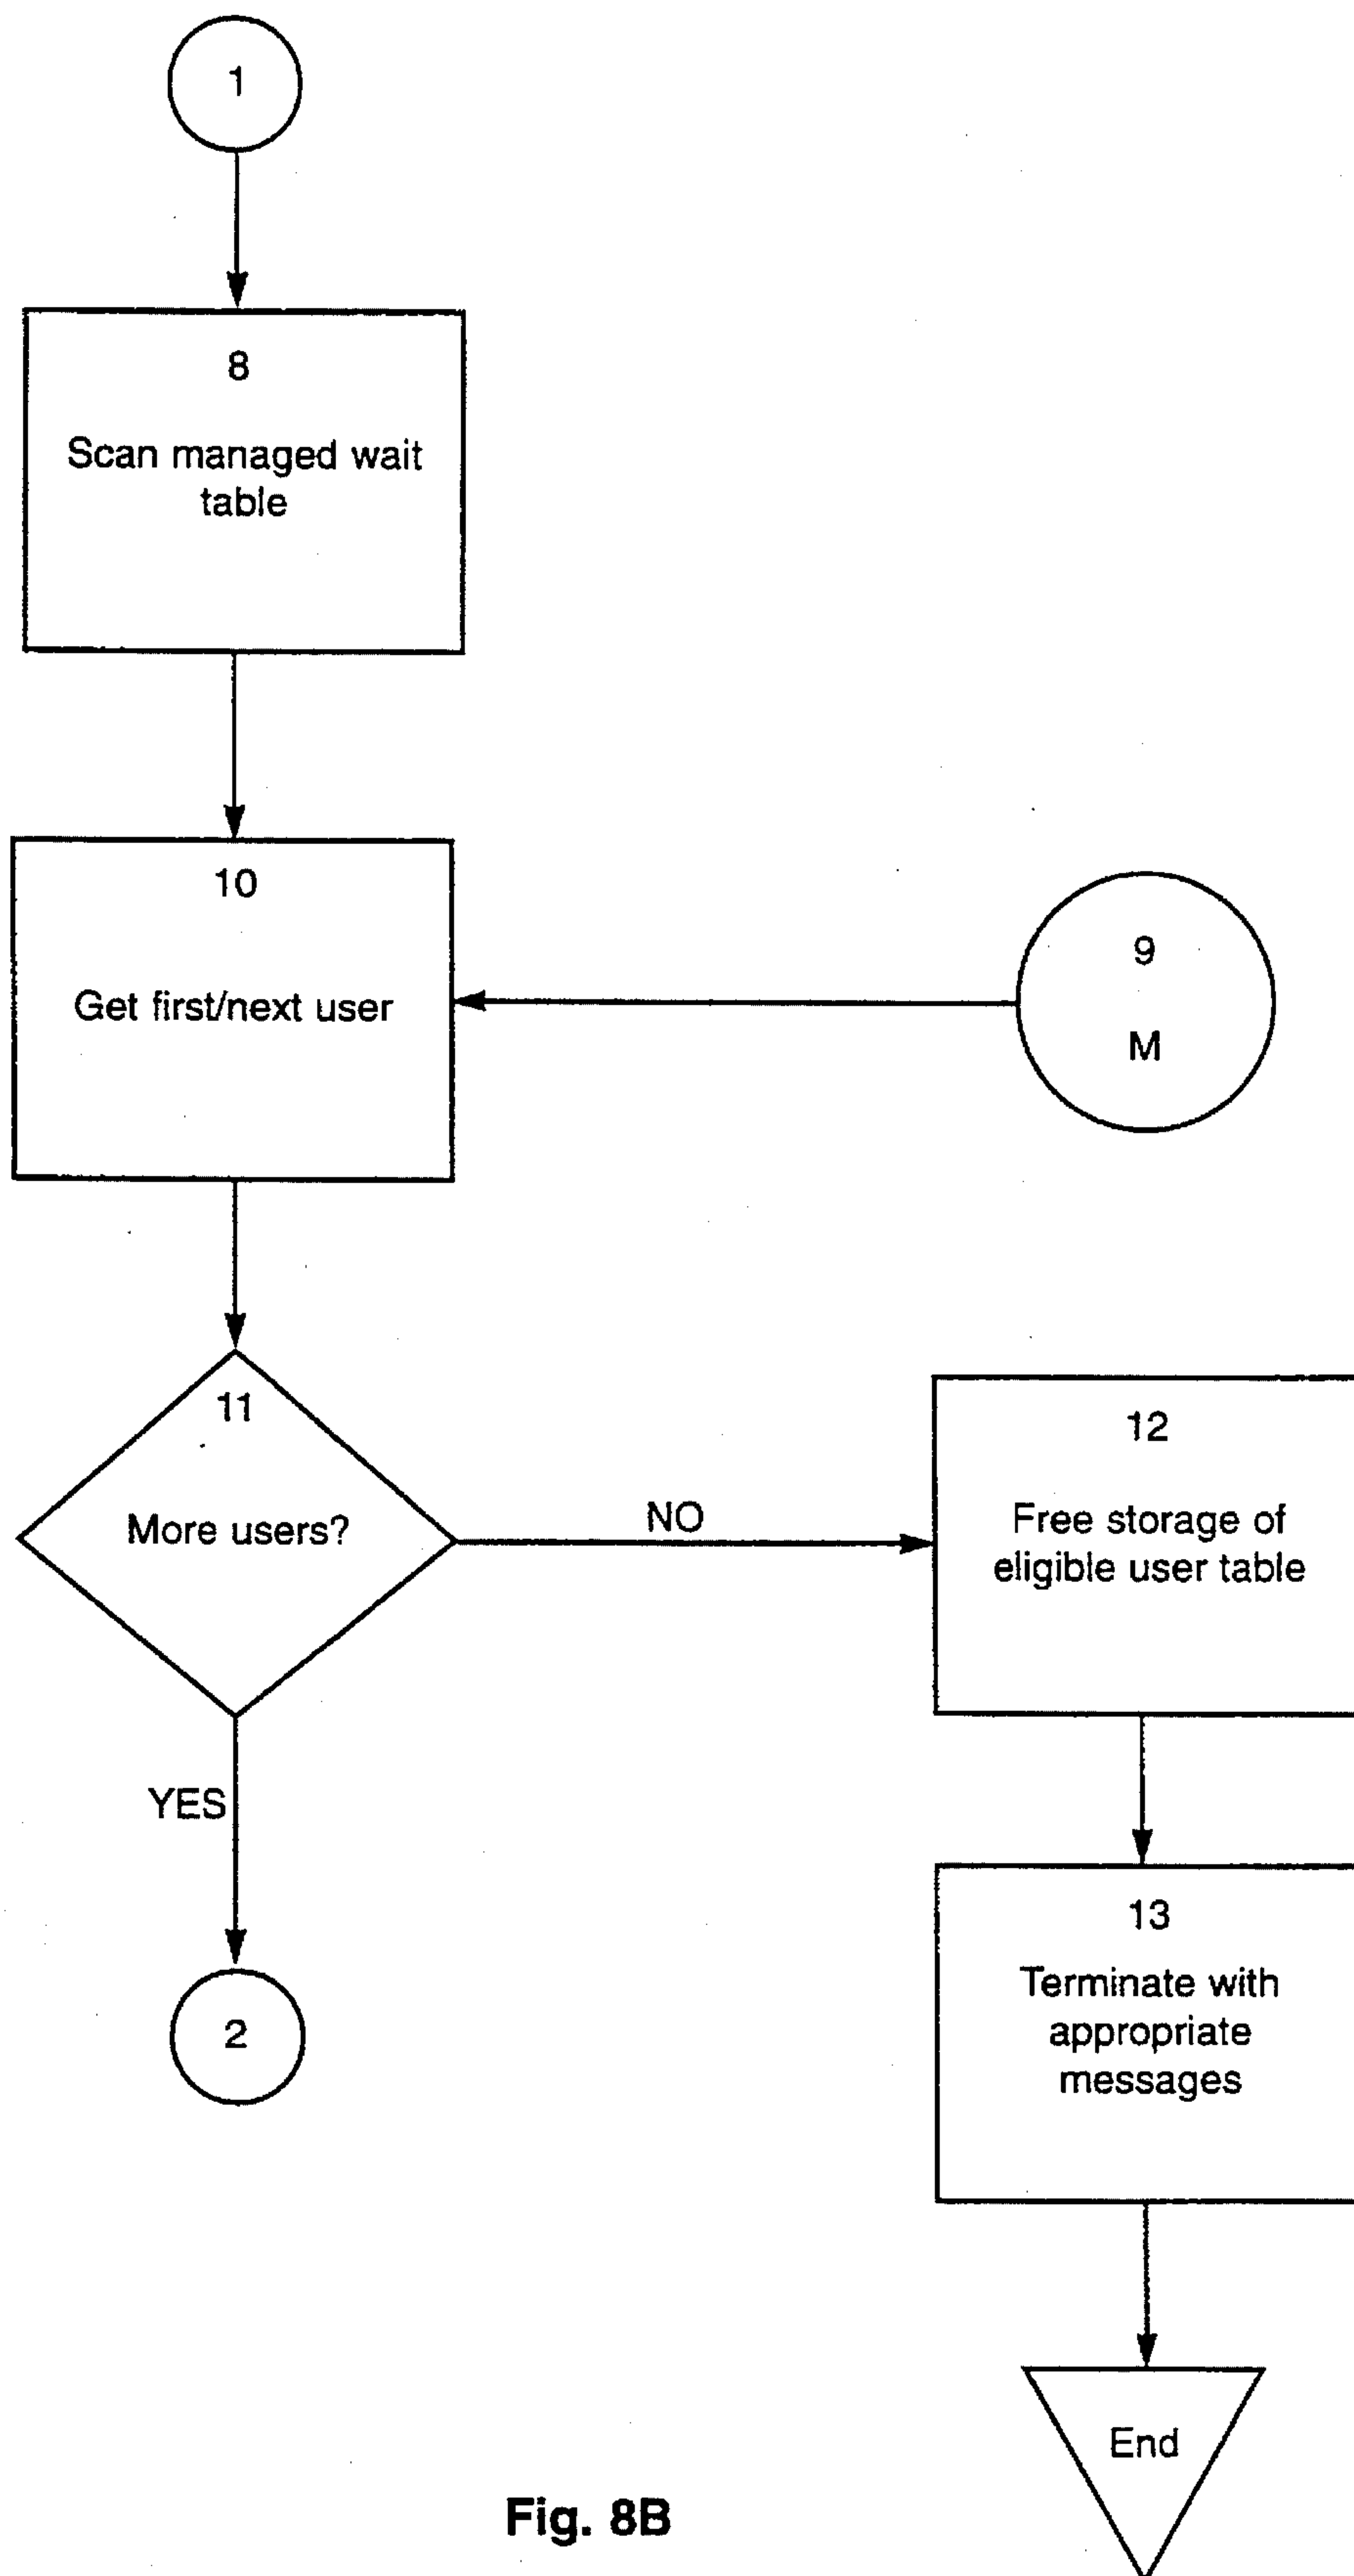 1
8
Scan managed wait
table
10
Get first/next user
9
M
11
More users?
NO
12
Free storage of
eligible user table
YES
13
Terminate with
appropriate
messages
2
End
Fig. 8B